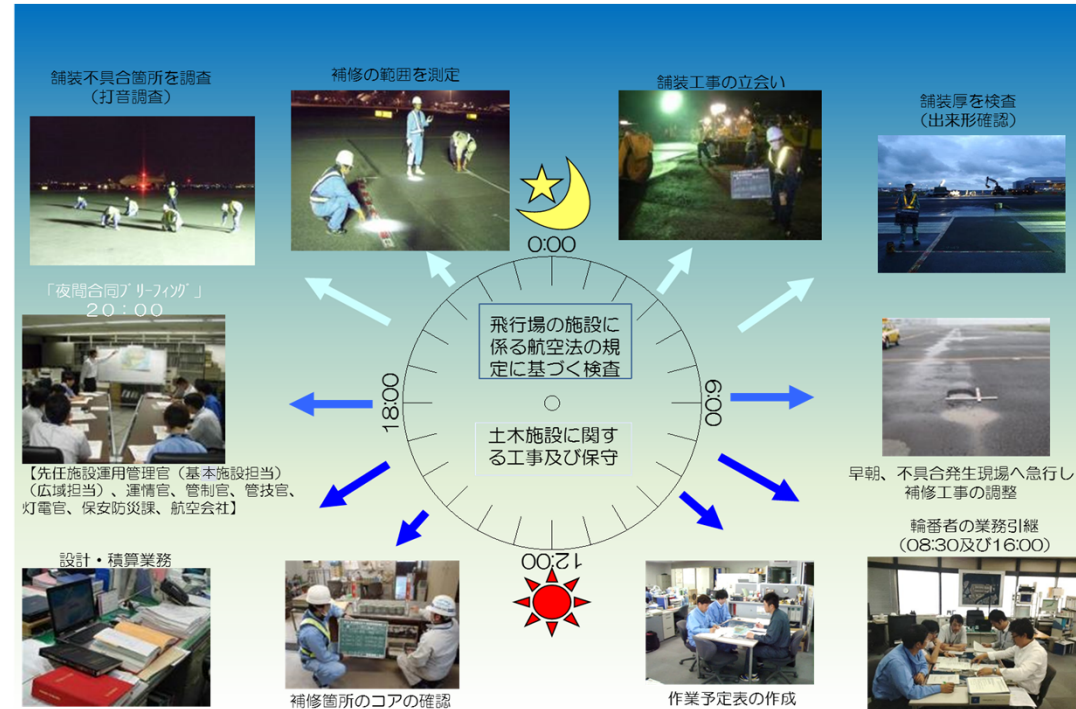 舗装不具合箇所を調査
（打音調査）
補修の範囲を測定
舗装工事の立会い
舗装厚を検査
（出来形確認）
0:00
「夜間合同ﾌﾞﾘｰﾌｨﾝｸﾞ」
２０：００
飛行場の施設に
係る航空法の規
定に基づく検査
18:00
6:00
土木施設に関す
る工事及び保守
【先任施設運用管理官（基本施設担当）
（広域担当）、運情官、管制官、管技官、
灯電官、保安防災課、航空会社】
早朝、不具合発生現場へ急行し
補修工事の調整
輪番者の業務引継
（08:30及び16:00）
設計・積算業務
12:00
補修箇所のコアの確認
作業予定表の作成